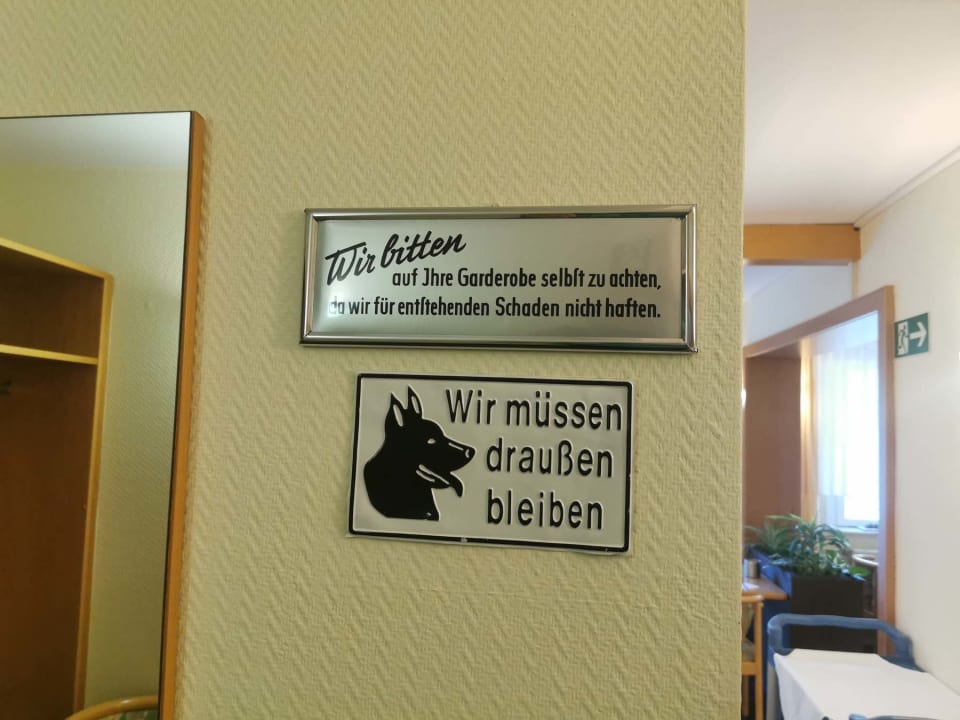 Wir bitten
auf Jhre Garderobe selbſt zu achten,
da wir für entſtehenden Schaden nicht haften.
Wir müssen
draußen
bleiben